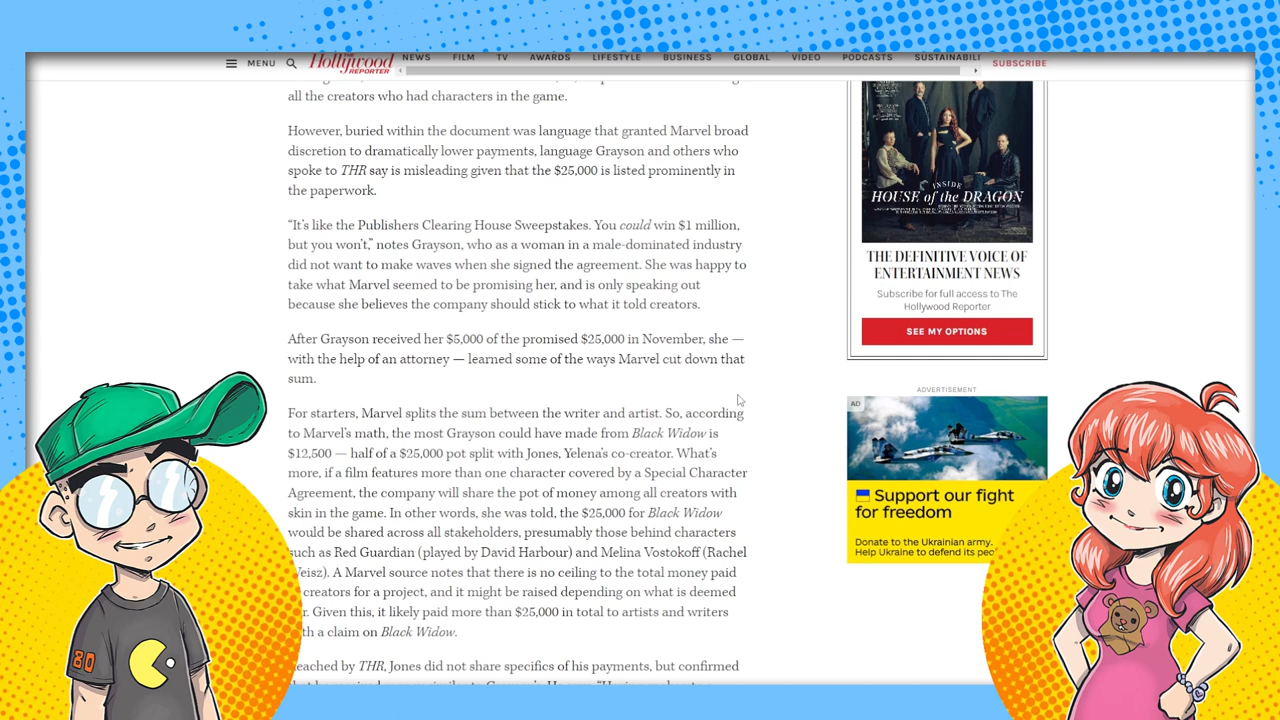 MENU
The Hollywood REPORTER
NEWS FILM TV AWARDS LIFESTYLE BUSINESS GLOBAL VIDEO PODCASTS SUSTAINABILI
SUBSCRIBE
all the creators who had characters in the game.
However, buried within the document was language that granted Marvel broad
discretion to dramatically lower payments, language Grayson and others who
spoke to THR say is misleading given that the $25,000 is listed prominently in
the paperwork.
“It’s like the Publishers Clearing House Sweepstakes. You could win $1 million,
but you won’t,” notes Grayson, who as a woman in a male-dominated industry
did not want to make waves when she signed the agreement. She was happy to
take what Marvel seemed to be promising her, and is only speaking out
because she believes the company should stick to what it told creators.
After Grayson received her $5,000 of the promised $25,000 in November, she —
with the help of an attorney — learned some of the ways Marvel cut down that
sum.
For starters, Marvel splits the sum between the writer and artist. So, according
to Marvel’s math, the most Grayson could have made from Black Widow is
$12,500 — half of a $25,000 pot split with Jones, Yelena’s co-creator. What’s
more, if a film features more than one character covered by a Special Character
Agreement, the company will share the pot of money among all creators with
skin in the game. In other words, she was told, the $25,000 for Black Widow
would be shared across all stakeholders, presumably those behind characters
such as Red Guardian (played by David Harbour) and Melina Vostokoff (Rachel
Weisz). A Marvel source notes that there is no ceiling to the total money paid
creators for a project, and it might be raised depending on what is deemed
Given this, it likely paid more than $25,000 in total to artists and writers
with a claim on Black Widow.
Reached by THR, Jones did not share specifics of his payments, but confirmed
INSIDE
HOUSE of the DRAGON
THE DEFINITIVE VOICE OF
ENTERTAINMENT NEWS
Subscribe for full access to The
Hollywood Reporter
SEE MY OPTIONS
ADVERTISEMENT
AD
Support our fight
for freedom
Donate to the Ukrainian army.
Help Ukraine to defend its peo
80